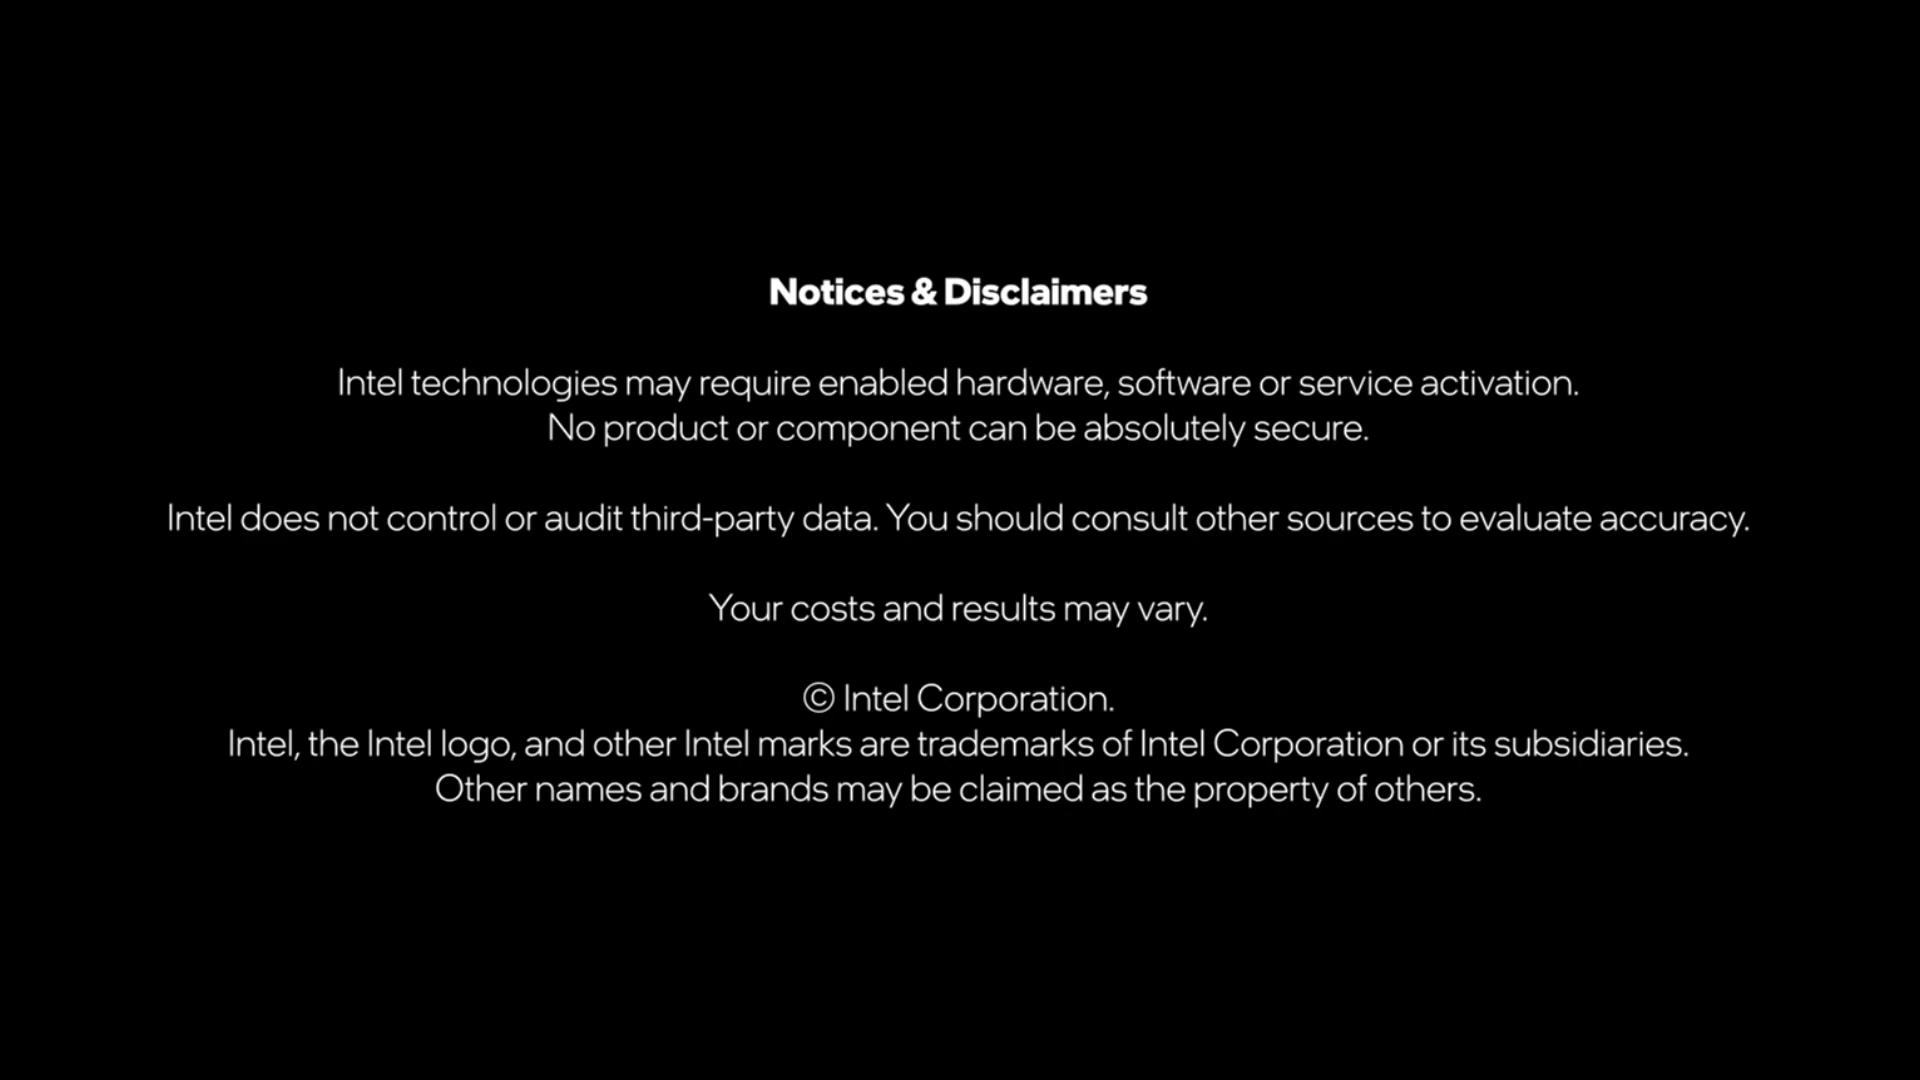 Notices & Disclaimers
Intel technologies may require enabled hardware, software or service activation.
No product or component can be absolutely secure.
Intel does not control or audit third-party data. You should consult other sources to evaluate accuracy.
Your costs and results may vary.
© Intel Corporation.
Intel, the Intel logo, and other Intel marks are trademarks of Intel Corporation or its subsidiaries.
Other names and brands may be claimed as the property of others.